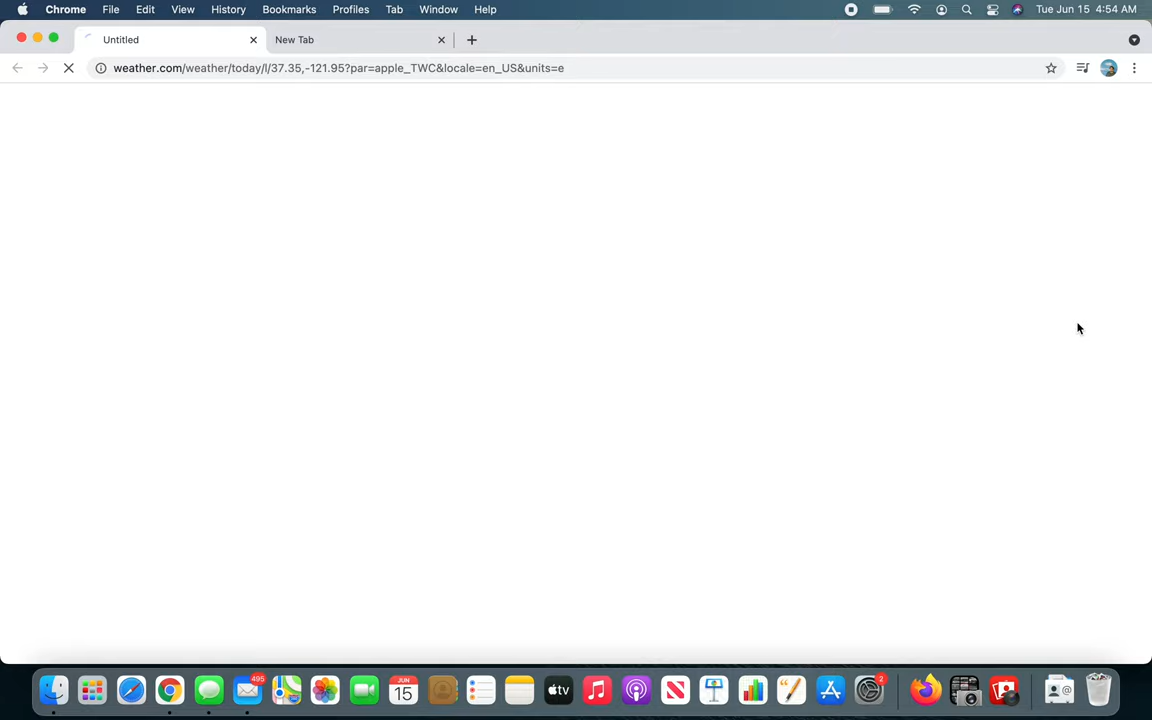 Chrome File Edit View History Bookmarks Profiles Tab Window Help Tue Jun 15 4:54 AM
Untitled New Tab
weather.com/weather/today/l/37.35,-121.95?par=apple_TWC&locale=en_US&units=e
495 JUN 15 tv 2 @